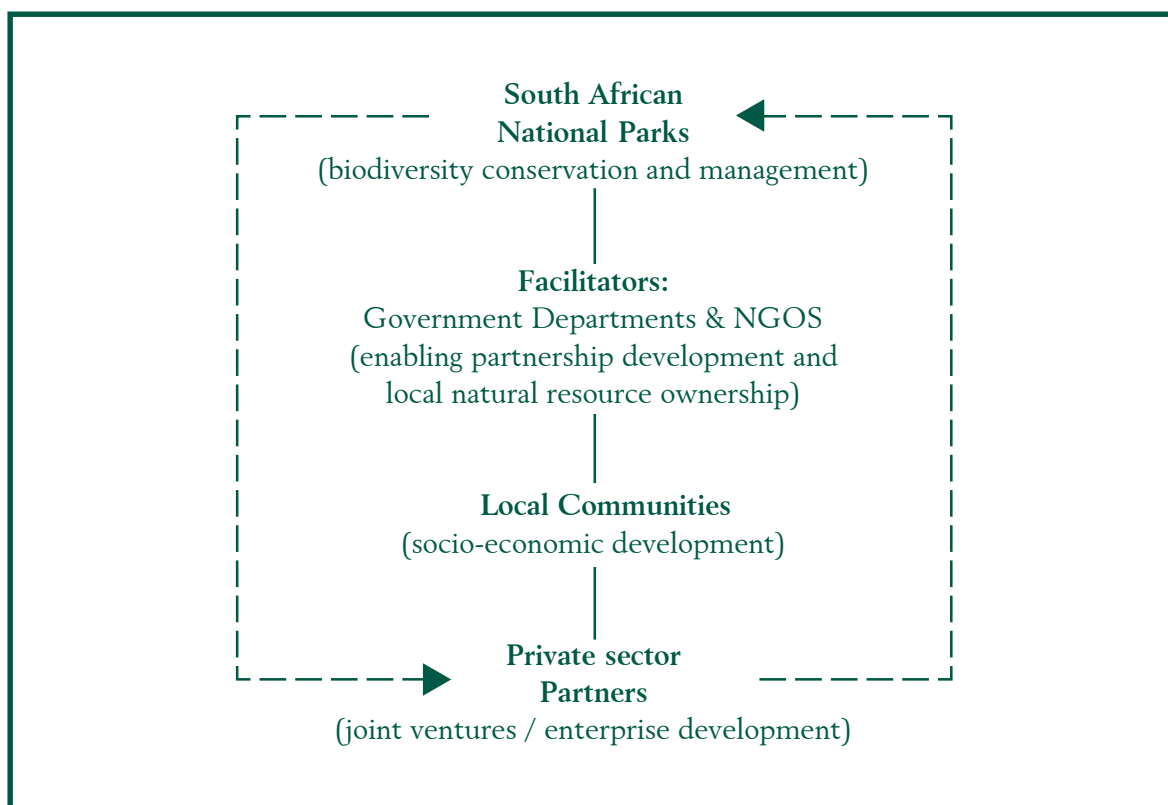 South African
National Parks
(biodiversity conservation and management)
Facilitators:
Government Departments & NGOS
(enabling partnership development and
local natural resource ownership)
Local Communities
(socio-economic development)
Private sector
Partners
(joint ventures / enterprise development)